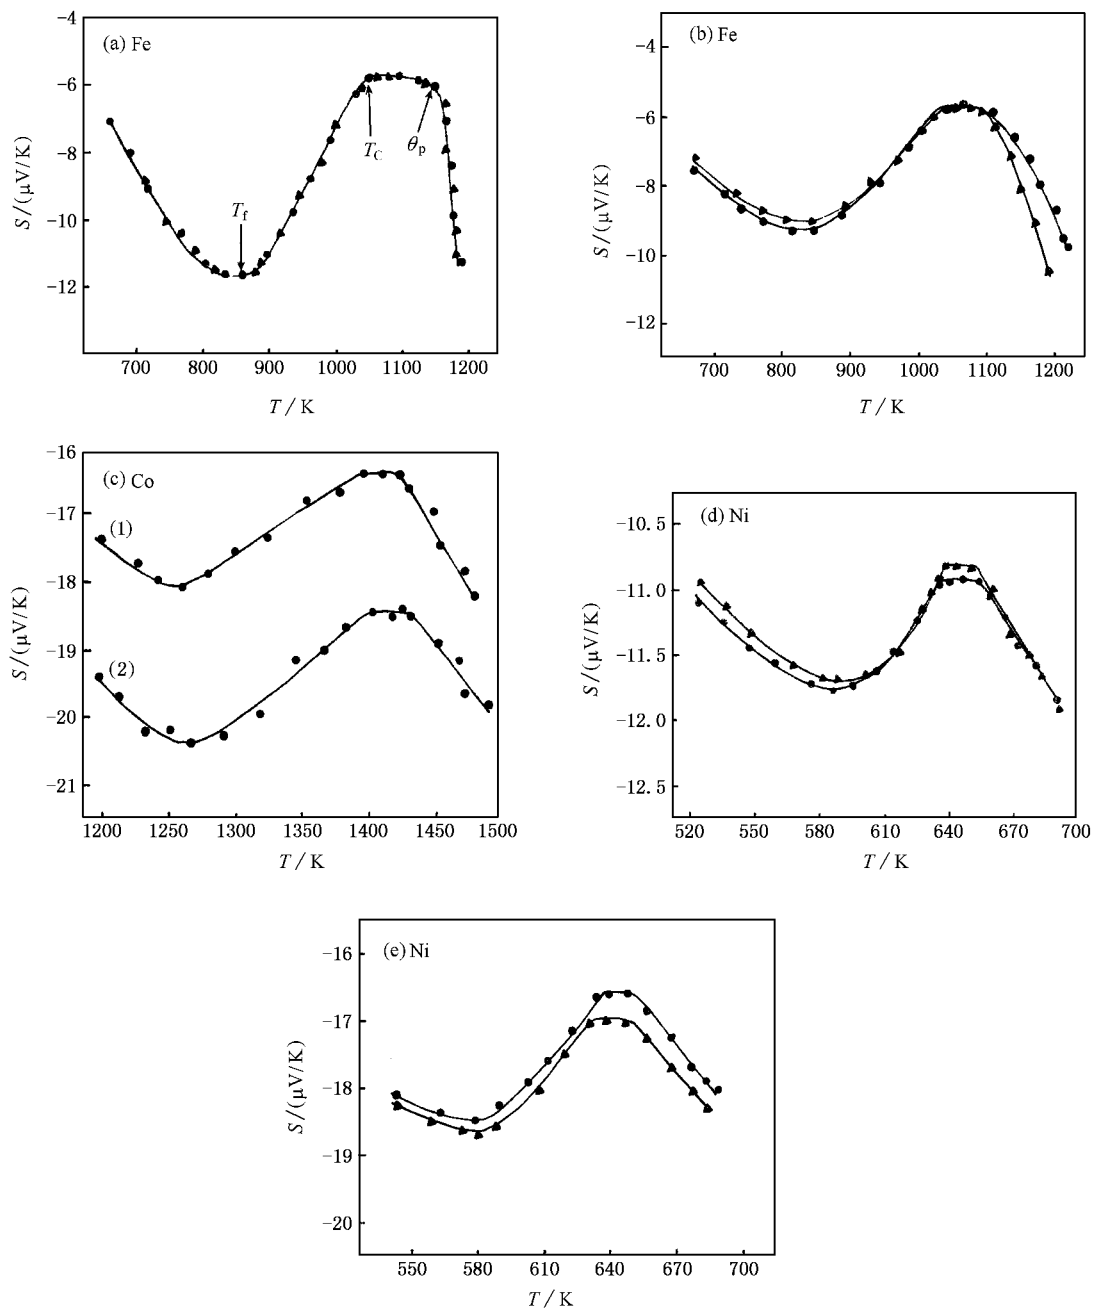 (a) Fe
S/(μV/K)
−4
−6
−8
−10
−12
T_f
T_C
θ_p
700 800 900 1000 1100 1200
T / K
(b) Fe
S/(μV/K)
−4
−6
−8
−10
−12
700 800 900 1000 1100 1200
T / K
(c) Co
S/(μV/K)
−16
−17
−18
−19
−20
−21
(1)
(2)
1200 1250 1300 1350 1400 1450 1500
T / K
(d) Ni
S/(μV/K)
−10.5
−11.0
−11.5
−12.0
−12.5
520 550 580 610 640 670 700
T / K
(e) Ni
S/(μV/K)
−16
−17
−18
−19
−20
550 580 610 640 670 700
T / K